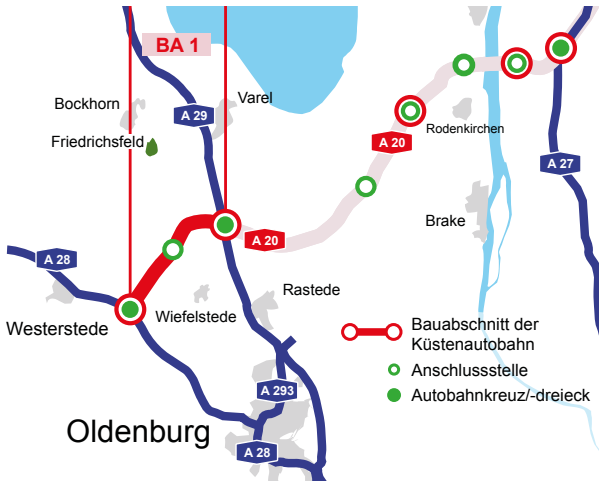 BA 1
Bockhorn
A 29
Varel
Friedrichsfeld
Rodenkirchen
A 20
A 27
Brake
A 20
A 28
Rastede
Westerstede
Wiefelstede
Bauabschnitt der
Küstenautobahn
Anschlussstelle
A 293
Autobahnkreuz/-dreieck
Oldenburg
A 28